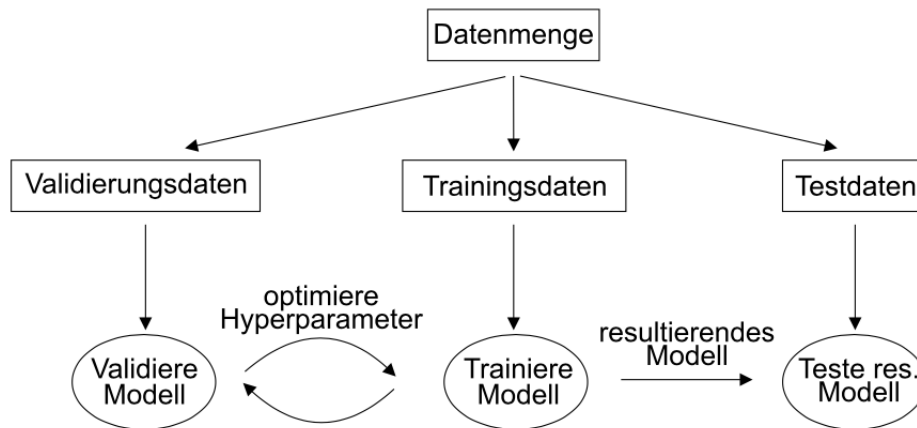 Datenmenge
Validierungsdaten
Trainingsdaten
Testdaten
optimiere
Hyperparameter
resultierendes
Modell
Validiere
Modell
Trainiere
Modell
Teste res.
Modell